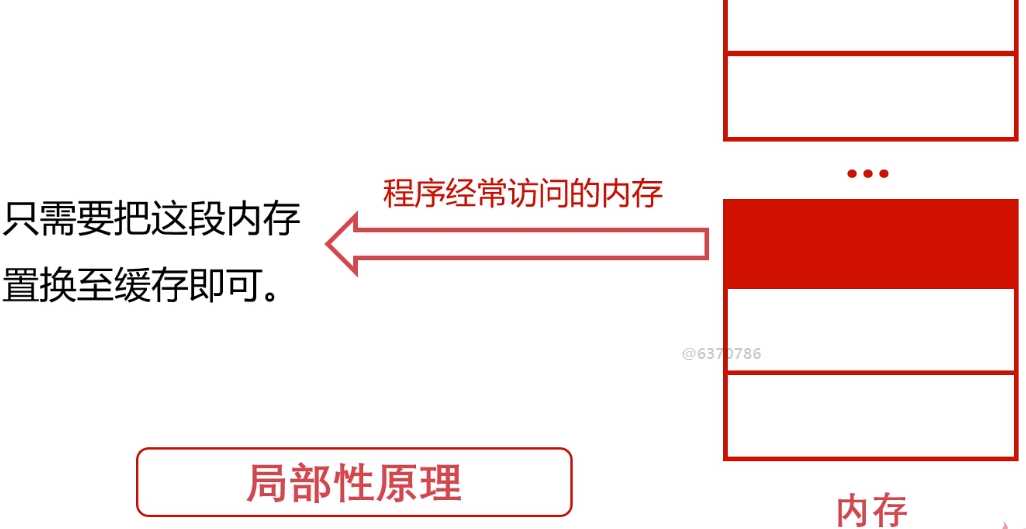 程序经常访问的内存
只需要把这段内存
置换至缓存即可。
...
@6370786
局部性原理
内存